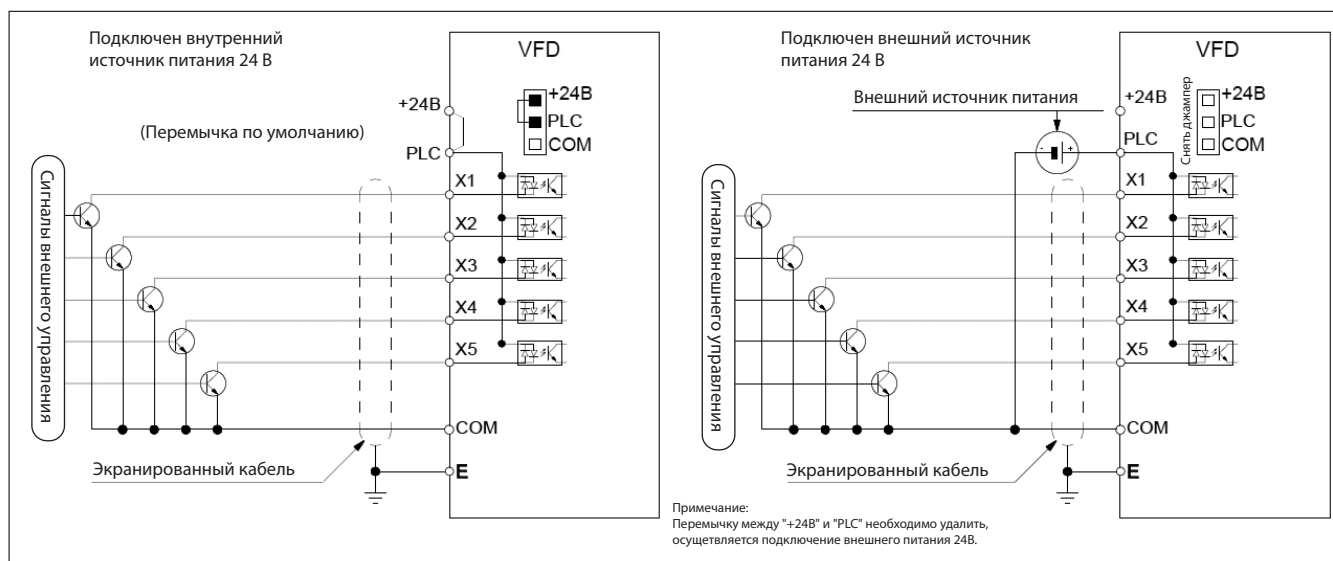 Подключен внутренний
источник питания 24 В
VFD
+24В
PLC
COM
+24В
(Перемычка по умолчанию)
PLC
Сигналы внешнего управления
X1
X2
X3
X4
X5
COM
Экранированный кабель
E
Подключен внешний источник
питания 24 В
VFD
Внешний источник питания
+24В
Снять джампер
+24В
PLC
COM
PLC
- +
Сигналы внешнего управления
X1
X2
X3
X4
X5
COM
Экранированный кабель
E
Примечание:
Перемычку между "+24В" и "PLC" необходимо удалить,
осущетвляется подключение внешнего питания 24В.